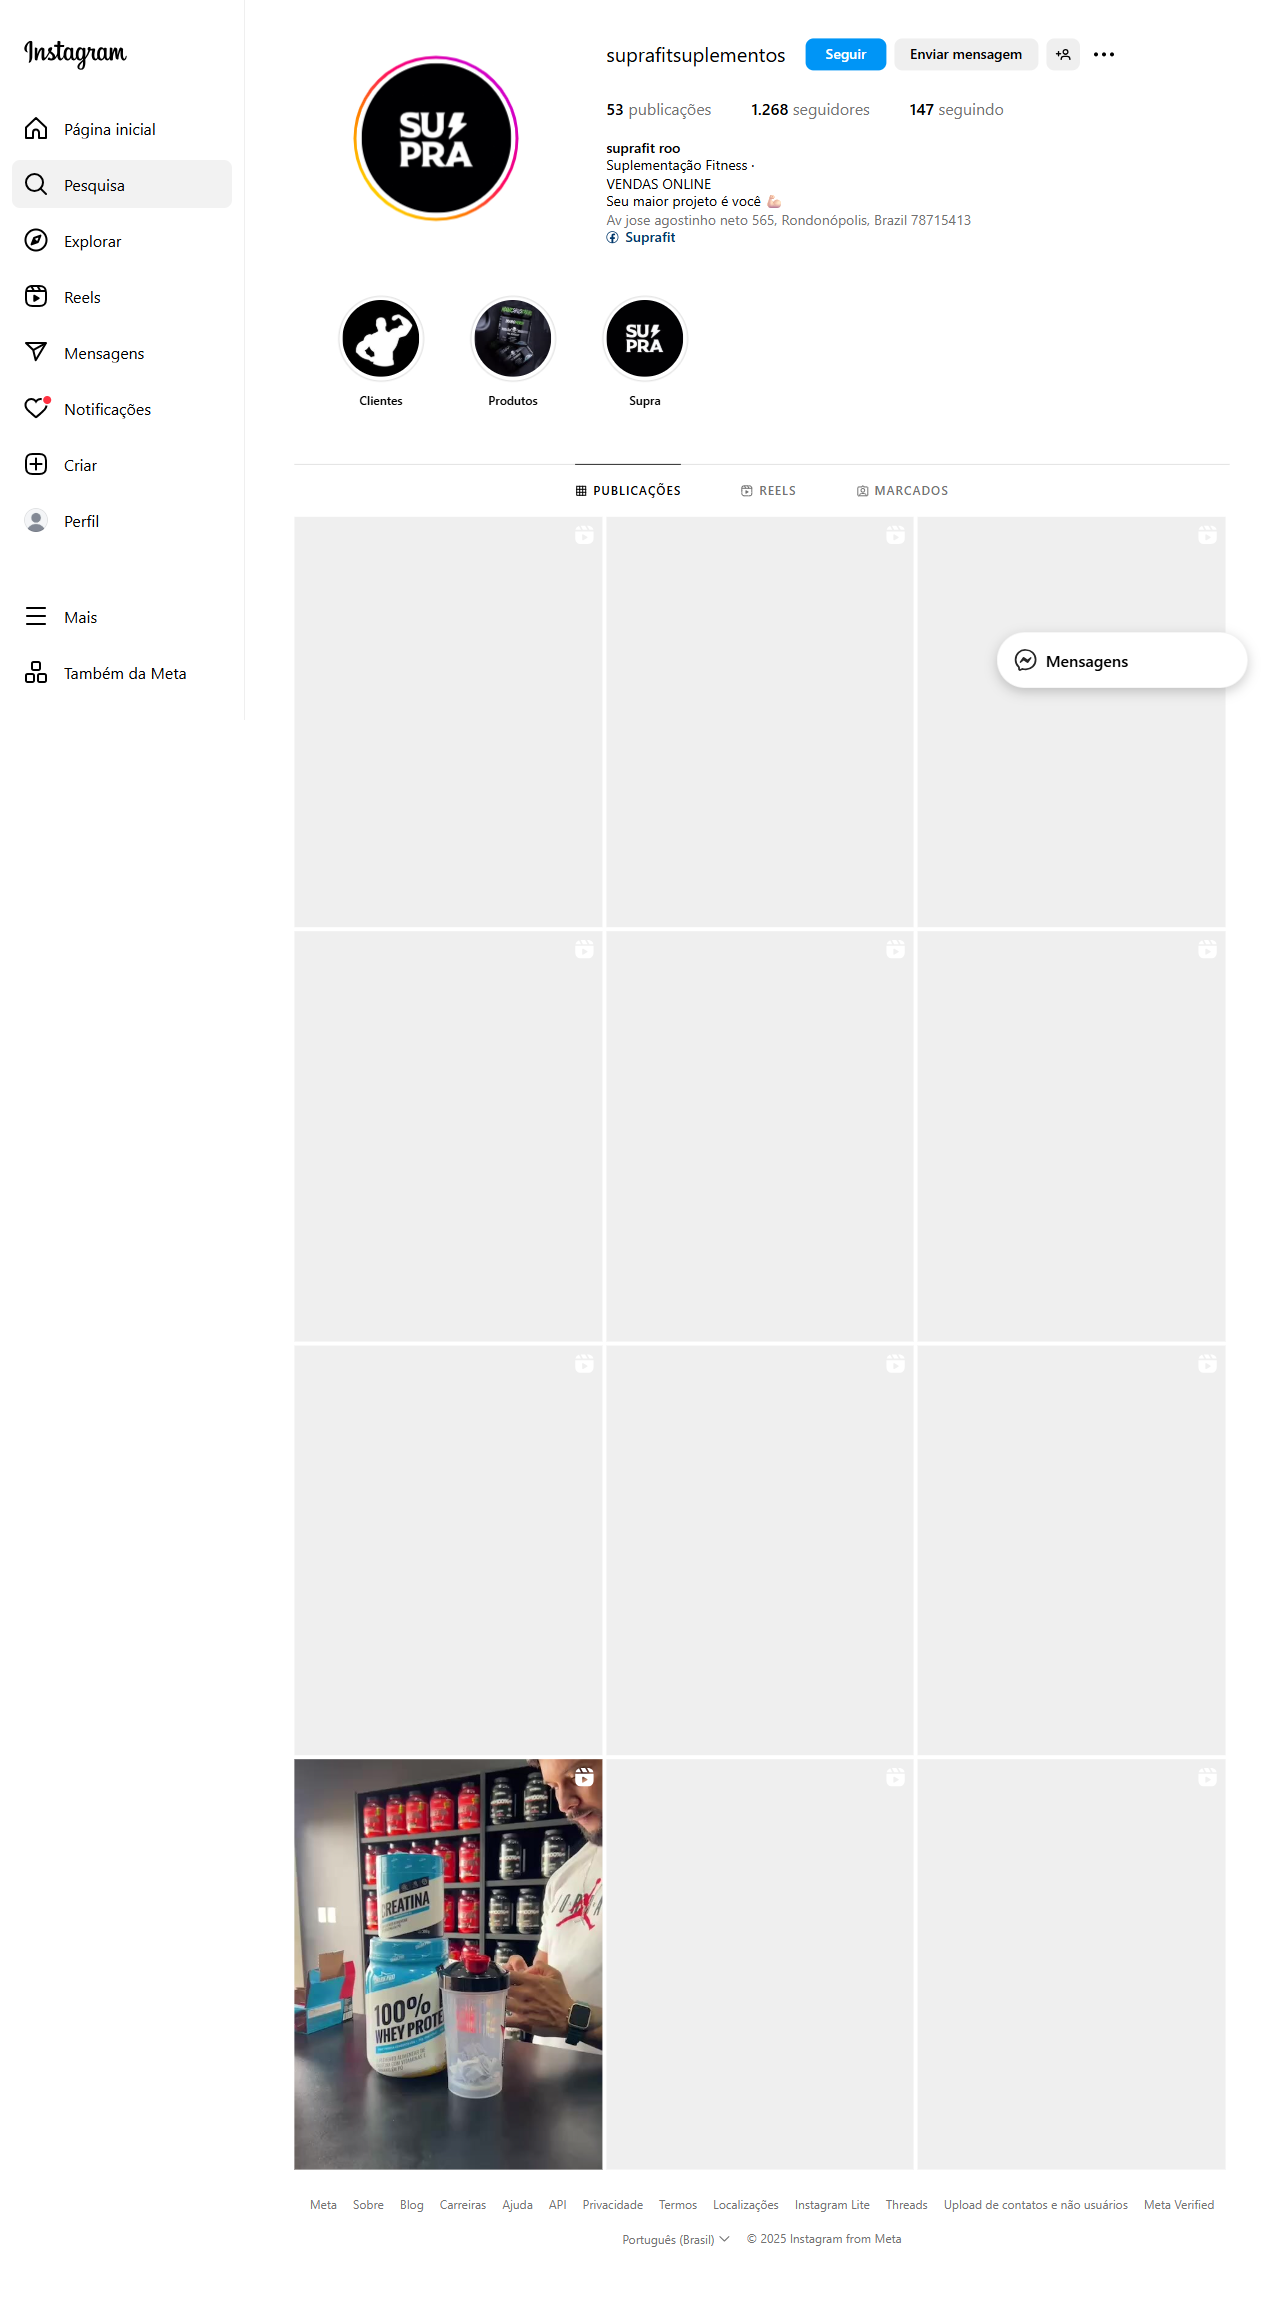 Instagram
Página inicial
Pesquisa
Explorar
Reels
Mensagens
Notificações
Criar
Perfil
Mais
Também da Meta
suprafitsuplementos
Seguir
Enviar mensagem
53 publicações
1.268 seguidores
147 seguindo
suprafit roo
Suplementação Fitness •
VENDAS ONLINE
Seu maior projeto é você 💪🏻
Av jose agostinho neto 565, Rondonópolis, Brazil 78715413
Suprafit
SU
PRA
Clientes
Produtos
SU
PRA
Supra
PUBLICAÇÕES
REELS
MARCADOS
Mensagens
CREATINA
100%
WHEY PROTE
Meta
Sobre
Blog
Carreiras
Ajuda
API
Privacidade
Termos
Localizações
Instagram Lite
Threads
Upload de contatos e não usuários
Meta Verified
Português (Brasil)
© 2025 Instagram from Meta